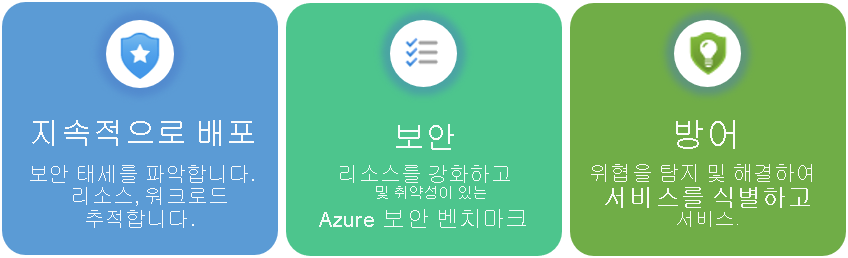 지속적으로 배포
보안 태세를 파악합니다.
리소스, 워크로드
추적합니다.
보안
리소스를 강화하고
및 취약성이 있는
Azure 보안 벤치마크
방어
위협을 탐지 및 해결하여
서비스를 식별하고
서비스.